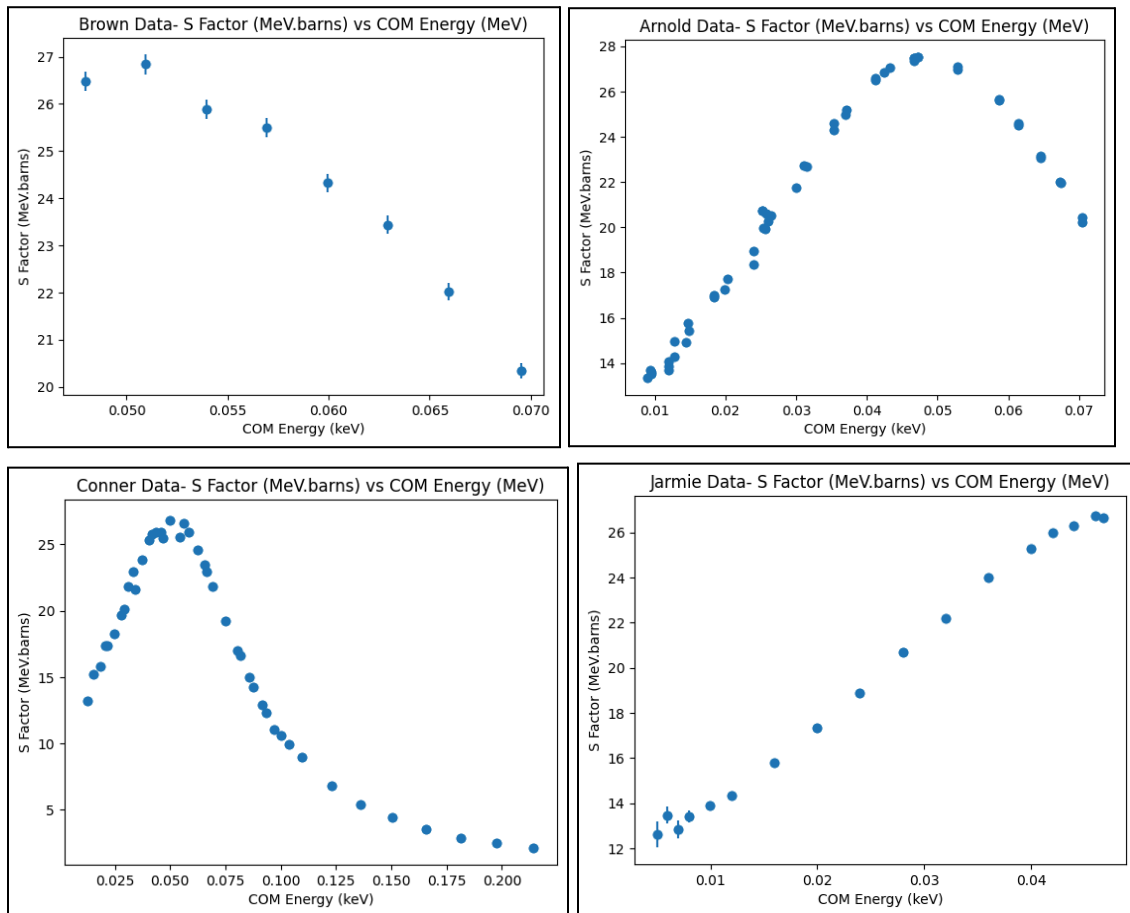 Brown Data- S Factor (MeV.barns) vs COM Energy (MeV)
S Factor (MeV.barns)
27
26
25
24
23
22
21
20
0.050 0.055 0.060 0.065 0.070
COM Energy (keV)
Arnold Data- S Factor (MeV.barns) vs COM Energy (MeV)
S Factor (MeV.barns)
28
26
24
22
20
18
16
14
0.01 0.02 0.03 0.04 0.05 0.06 0.07
COM Energy (keV)
Conner Data- S Factor (MeV.barns) vs COM Energy (MeV)
S Factor (MeV.barns)
25
20
15
10
5
0.025 0.050 0.075 0.100 0.125 0.150 0.175 0.200
COM Energy (keV)
Jarmie Data- S Factor (MeV.barns) vs COM Energy (MeV)
S Factor (MeV.barns)
26
24
22
20
18
16
14
12
0.01 0.02 0.03 0.04
COM Energy (keV)